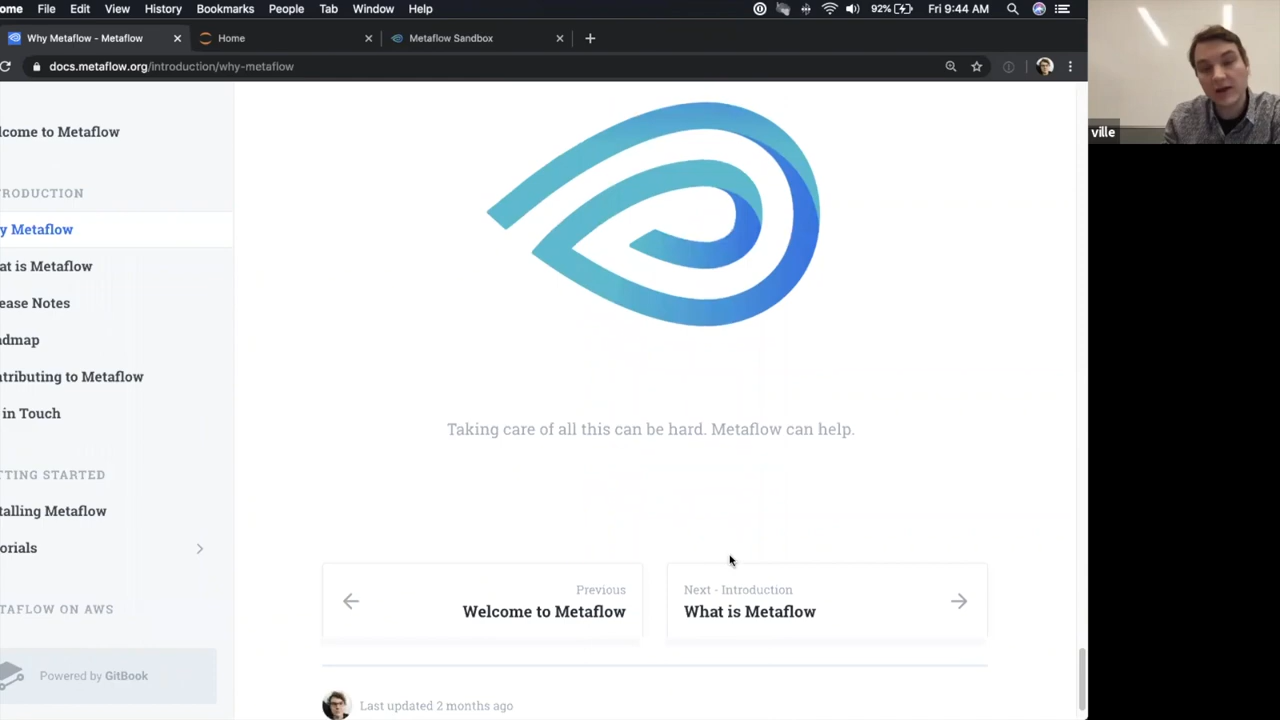 ome File Edit View History Bookmarks People Tab Window Help 92% Fri 9:44 AM
Why Metaflow - Metaflow Home Metaflow Sandbox
docs.metaflow.org/introduction/why-metaflow
ville
lcome to Metaflow
TRODUCTION
y Metaflow
at is Metaflow
ease Notes
admap
ntributing to Metaflow
t in Touch
TTING STARTED
talling Metaflow
orials
TAFLOW ON AWS
Powered by GitBook
Taking care of all this can be hard. Metaflow can help.
Previous
Welcome to Metaflow
Next - Introduction
What is Metaflow
Last updated 2 months ago